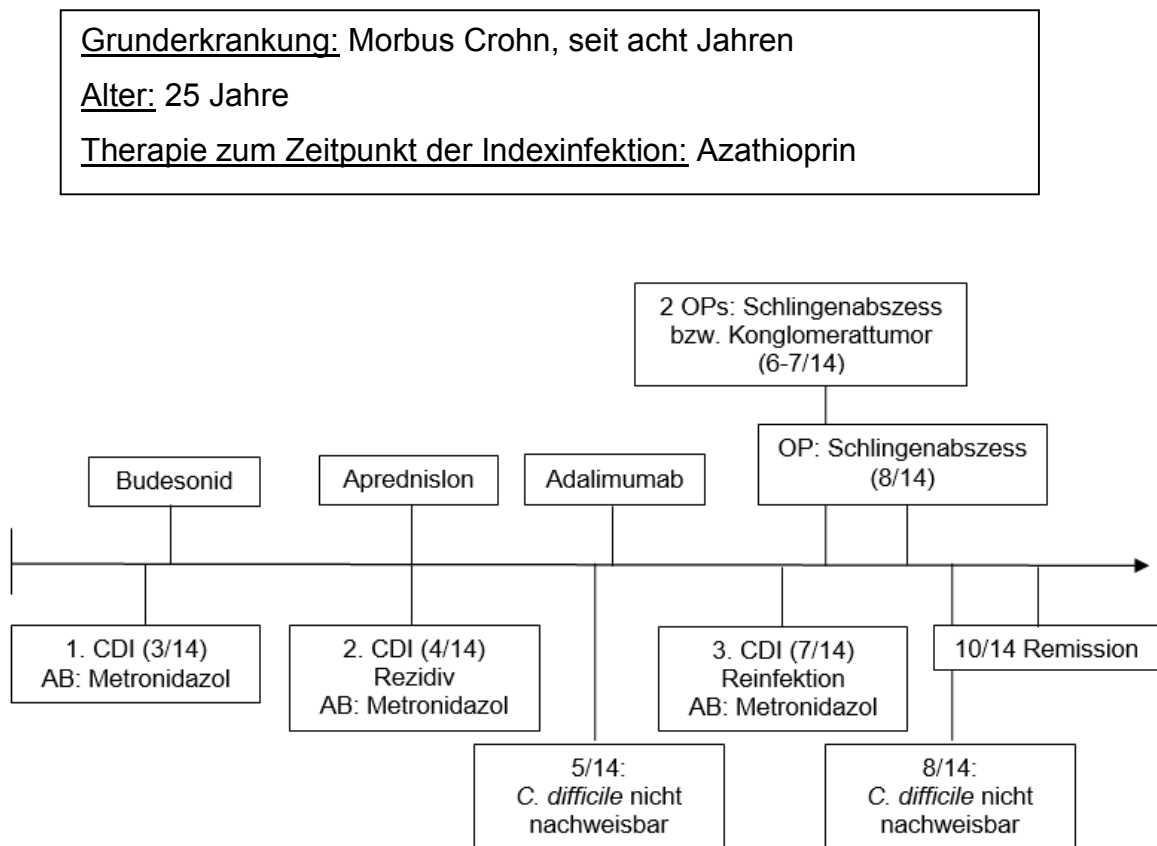 Grunderkrankung: Morbus Crohn, seit acht Jahren
Alter: 25 Jahre
Therapie zum Zeitpunkt der Indexinfektion: Azathioprin
2 OPs: Schlingenabszess
bzw. Konglomerattumor
(6-7/14)
OP: Schlingenabszess
(8/14)
Budesonid
Aprednislon
Adalimumab
1. CDI (3/14)
AB: Metronidazol
2. CDI (4/14)
Rezidiv
AB: Metronidazol
3. CDI (7/14)
Reinfektion
AB: Metronidazol
10/14 Remission
5/14:
C. difficile nicht
nachweisbar
8/14:
C. difficile nicht
nachweisbar